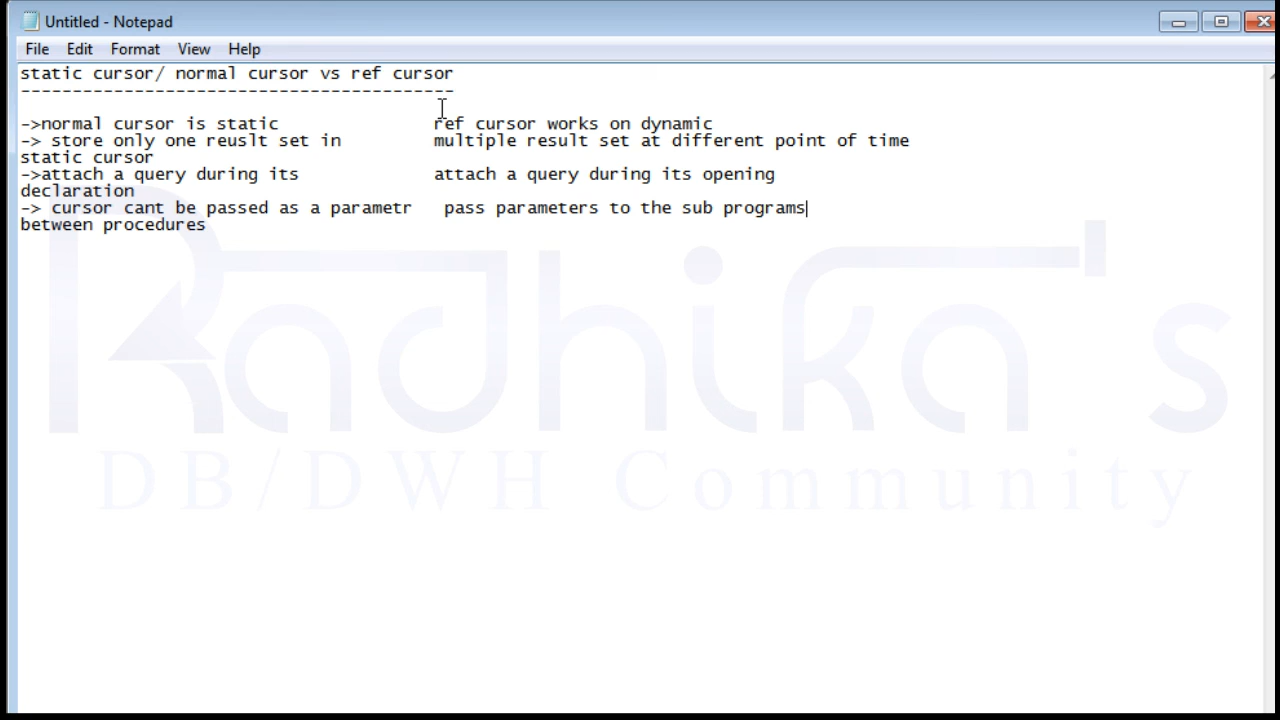 Untitled - Notepad
File Edit Format View Help
static cursor/ normal cursor vs ref cursor
------------------------------------------
->normal cursor is static ref cursor works on dynamic
-> store only one reuslt set in multiple result set at different point of time
static cursor
->attach a query during its attach a query during its opening
declaration
-> cursor cant be passed as a parametr pass parameters to the sub programs
between procedures
Radhika's
DB/DWH Community